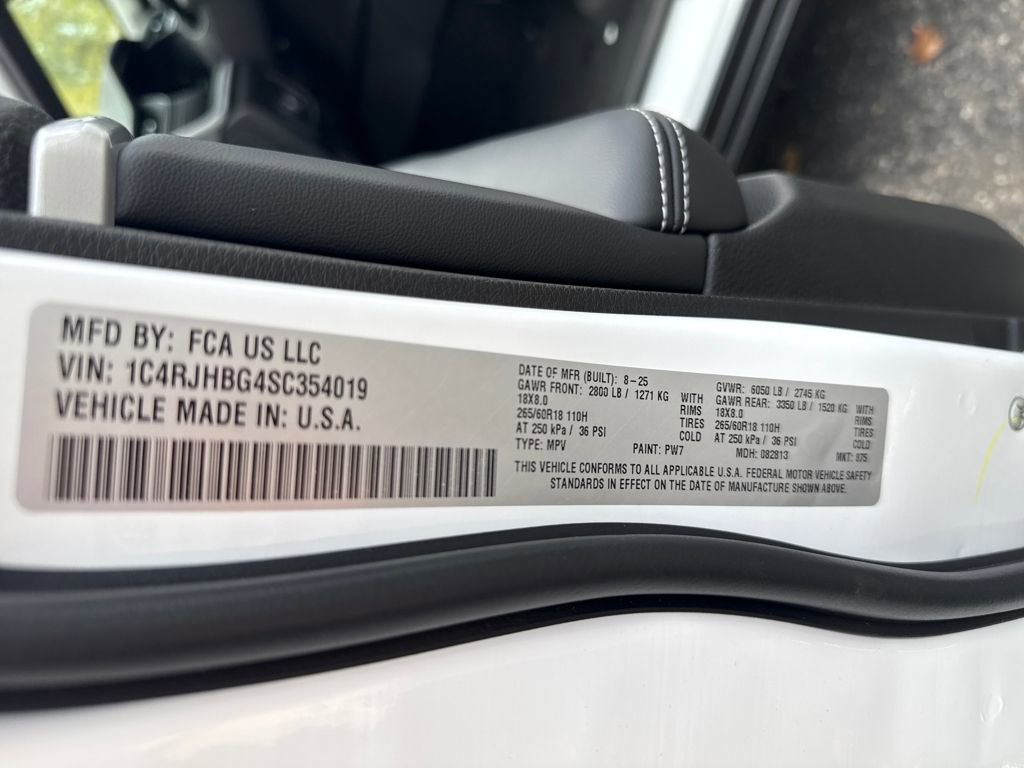 MFD BY: FCA US LLC
VIN: 1C4RJHBG4SC354019
VEHICLE MADE IN: U.S.A.
DATE OF MFR (BUILT): 8-25
GAWR FRONT: 2800 LB / 1271 KG WITH
18X8.0 RIMS
265/60R18 110H TIRES
AT 250 kPa / 36 PSI COLD
TYPE: MPV PAINT: PW7
GVWR: 6050 LB / 2745 KG
GAWR REAR: 3350 LB / 1520 KG WITH
18X8.0 RIMS
265/60R18 110H TIRES
AT 250 kPa / 36 PSI COLD
MDH: 082813 MKT: 975
THIS VEHICLE CONFORMS TO ALL APPLICABLE U.S.A. FEDERAL MOTOR VEHICLE SAFETY
STANDARDS IN EFFECT ON THE DATE OF MANUFACTURE SHOWN ABOVE.